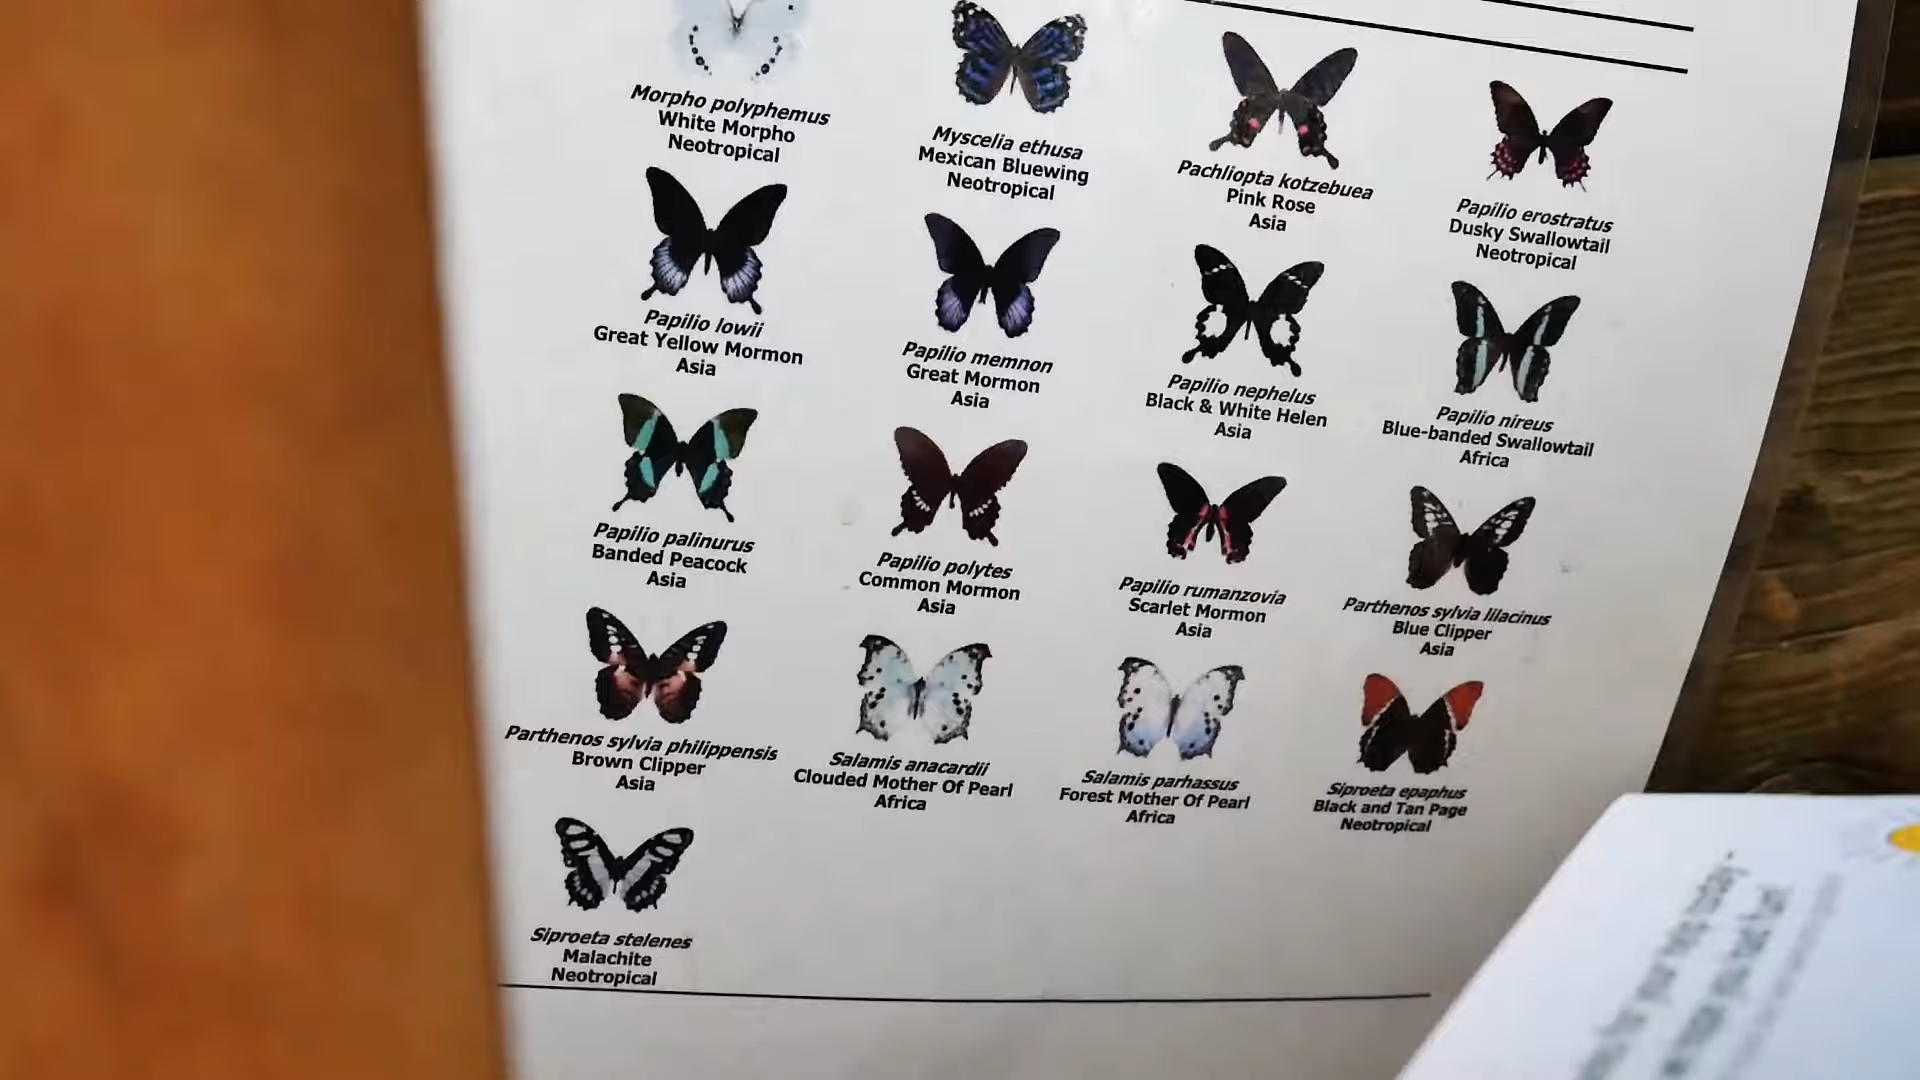 Morpho polyphemus
White Morpho
Neotropical
Myscelia ethusa
Mexican Bluewing
Neotropical
Pachliopta kotzebuea
Pink Rose
Asia
Papilio erostratus
Dusky Swallowtail
Neotropical
Papilio lowii
Great Yellow Mormon
Asia
Papilio memnon
Great Mormon
Asia
Papilio nephelus
Black & White Helen
Asia
Papilio nireus
Blue-banded Swallowtail
Africa
Papilio palinurus
Banded Peacock
Asia
Papilio polytes
Common Mormon
Asia
Papilio rumanzovia
Scarlet Mormon
Asia
Parthenos sylvia lilacinus
Blue Clipper
Asia
Parthenos sylvia philippensis
Brown Clipper
Asia
Salamis anacardii
Clouded Mother Of Pearl
Africa
Salamis parhassus
Forest Mother Of Pearl
Africa
Siproeta epaphus
Black and Tan Page
Neotropical
Siproeta stelenes
Malachite
Neotropical